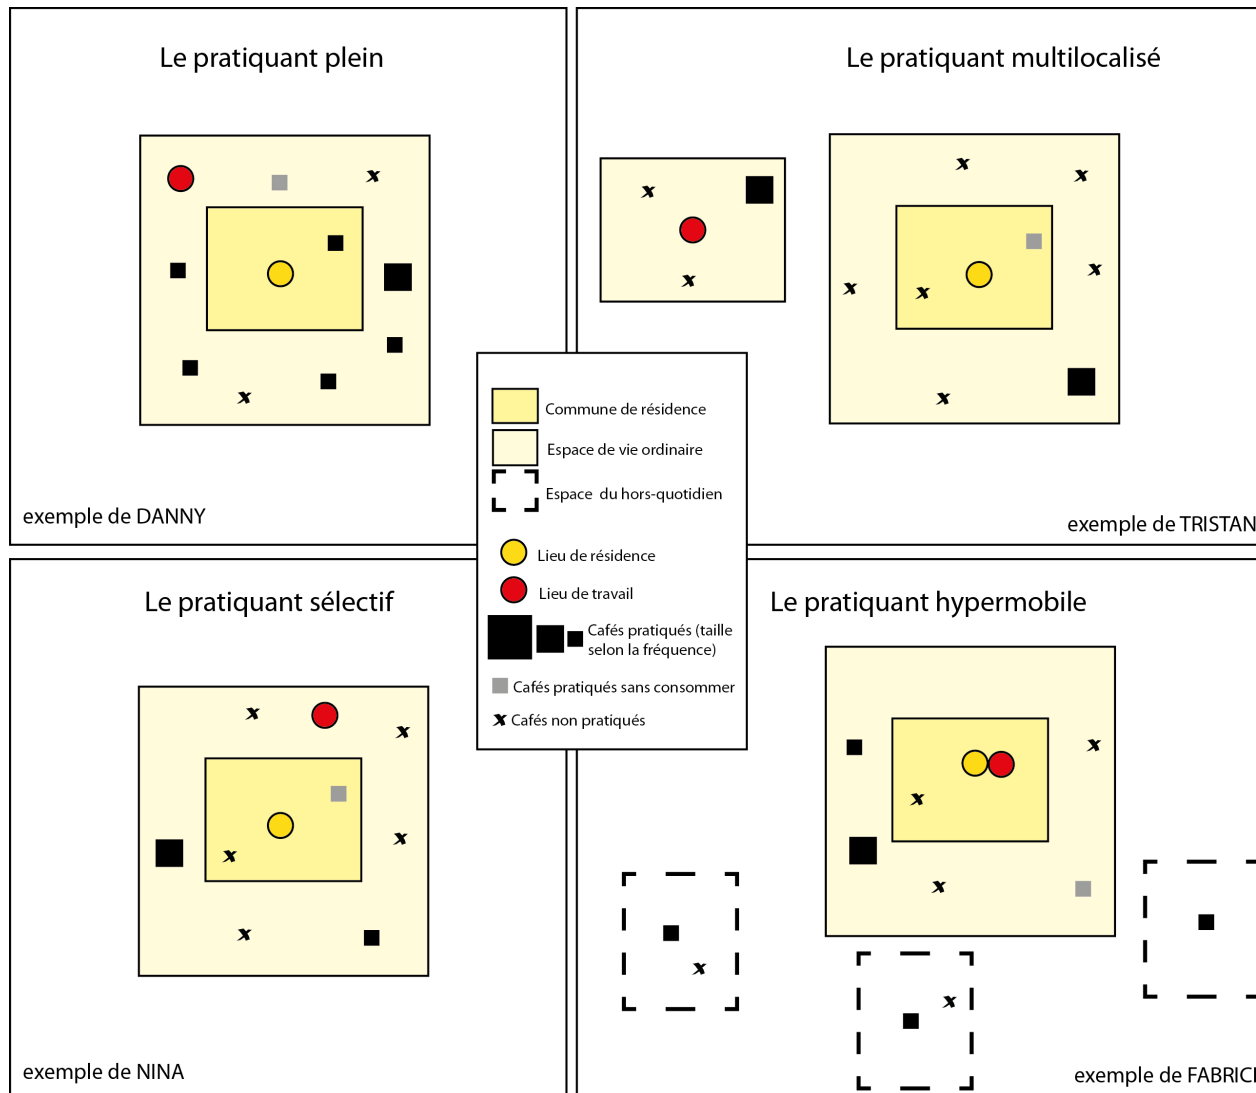 Le pratiquant plein
Le pratiquant multilocalisé
exemple de DANNY
exemple de TRISTAN
Commune de résidence
Espace de vie ordinaire
Espace du hors-quotidien
Lieu de résidence
Lieu de travail
Cafés pratiqués (taille
selon la fréquence)
Cafés pratiqués sans consommer
Cafés non pratiqués
Le pratiquant sélectif
Le pratiquant hypermobile
exemple de NINA
exemple de FABRIC